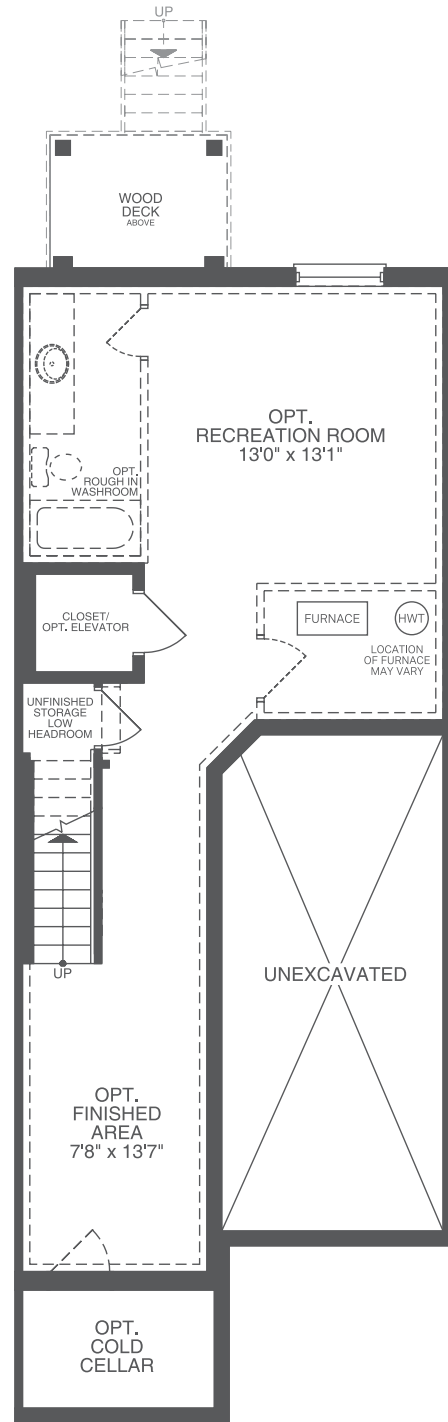 UP
WOOD
DECK
ABOVE
OPT.
RECREATION ROOM
13'0" x 13'1"
OPT.
ROUGH IN
WASHROOM
CLOSET/
OPT. ELEVATOR
FURNACE
HWT
LOCATION
OF FURNACE
MAY VARY
UNFINISHED
STORAGE
LOW
HEADROOM
UP
UNEXCAVATED
OPT.
FINISHED
AREA
7'8" x 13'7"
OPT.
COLD
CELLAR